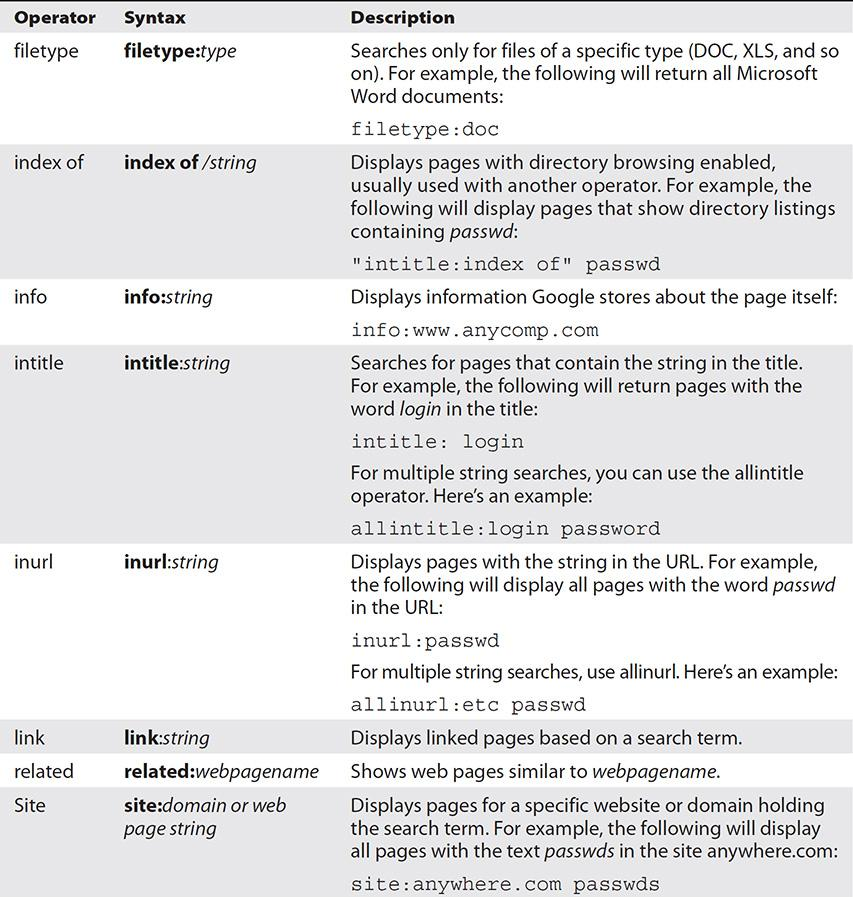 Operator Syntax Description
filetype filetype:type Searches only for files of a specific type (DOC, XLS, and so
on). For example, the following will return all Microsoft
Word documents:
filetype:doc
index of index of /string Displays pages with directory browsing enabled,
usually used with another operator. For example, the
following will display pages that show directory listings
containing passwd:
"intitle:index of" passwd
info info:string Displays information Google stores about the page itself:
info:www.anycomp.com
intitle intitle:string Searches for pages that contain the string in the title.
For example, the following will return pages with the
word login in the title:
intitle: login
For multiple string searches, you can use the allintitle
operator. Here’s an example:
allintitle:login password
inurl inurl:string Displays pages with the string in the URL. For example,
the following will display all pages with the word passwd
in the URL:
inurl:passwd
For multiple string searches, use allinurl. Here’s an example:
allinurl:etc passwd
link link:string Displays linked pages based on a search term.
related related:webpagename Shows web pages similar to webpagename.
Site site:domain or web Displays pages for a specific website or domain holding
page string the search term. For example, the following will display
all pages with the text passwds in the site anywhere.com:
site:anywhere.com passwds